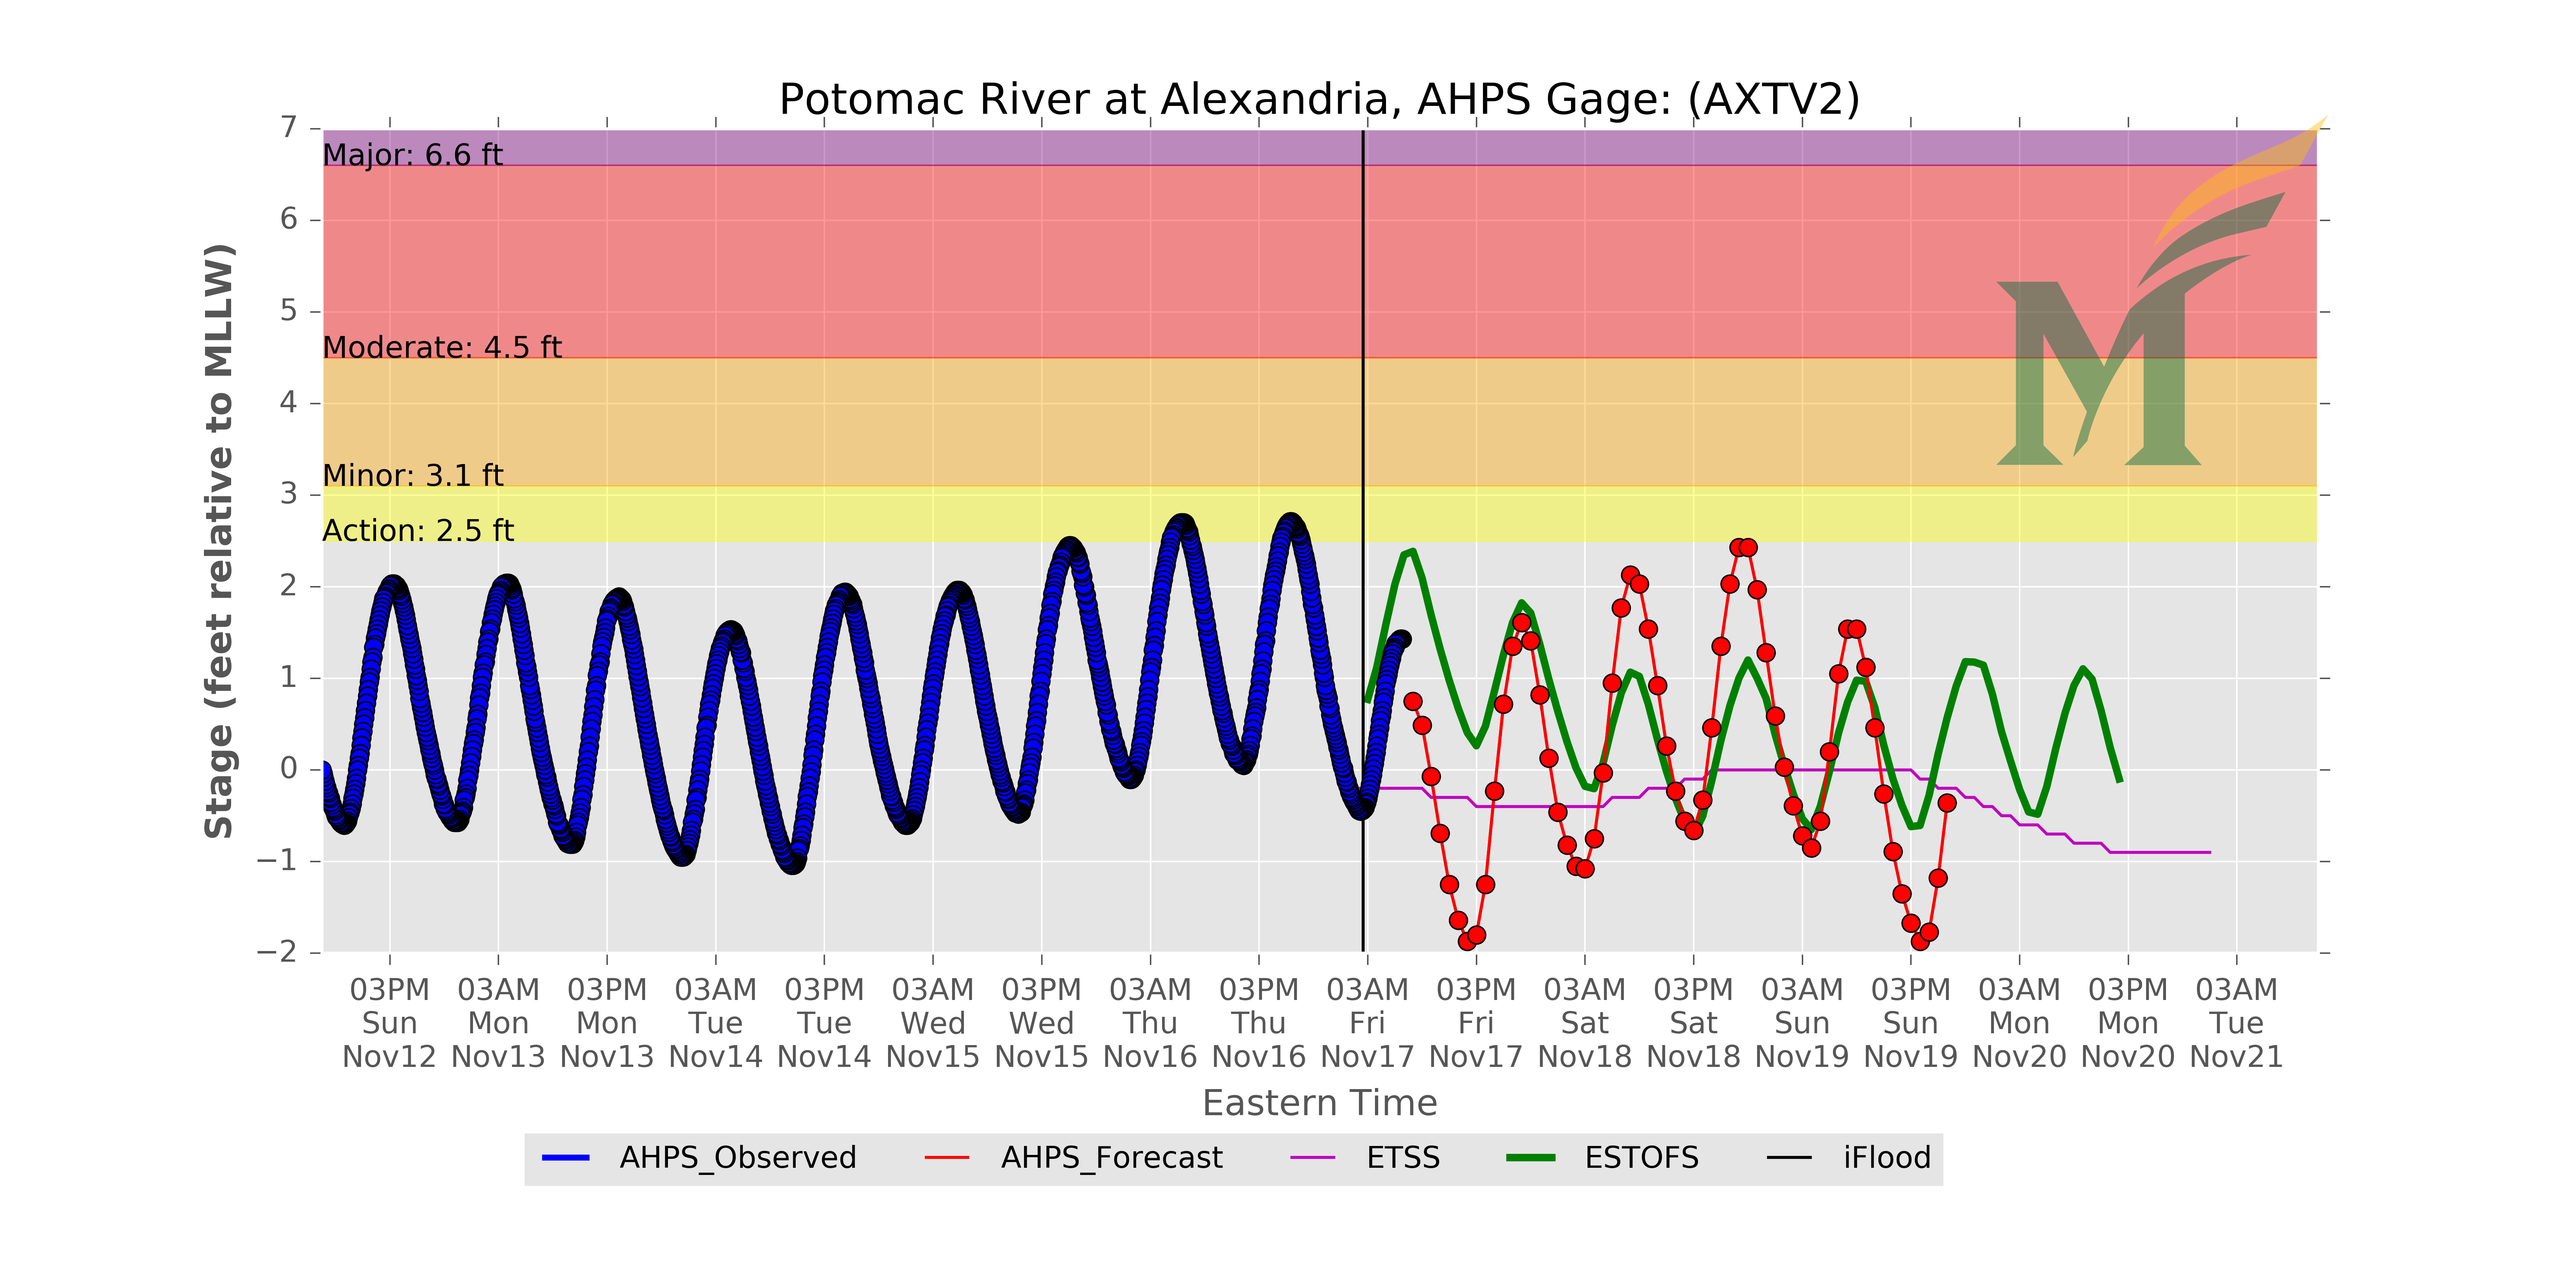 Potomac River at Alexandria, AHPS Gage: (AXTV2)
Stage (feet relative to MLLW)
7
6
5
4
3
2
1
0
−1
−2
Major: 6.6 ft
Moderate: 4.5 ft
Minor: 3.1 ft
Action: 2.5 ft
M
03PM 03AM 03PM 03AM 03PM 03AM 03PM 03AM 03PM 03AM 03PM 03AM 03PM 03AM 03PM 03AM 03PM 03AM
Sun Mon Mon Tue Tue Wed Wed Thu Thu Fri Fri Sat Sat Sun Sun Mon Mon Tue
Nov12 Nov13 Nov13 Nov14 Nov14 Nov15 Nov15 Nov16 Nov16 Nov17 Nov17 Nov18 Nov18 Nov19 Nov19 Nov20 Nov20 Nov21
Eastern Time
AHPS_Observed AHPS_Forecast ETSS ESTOFS iFlood